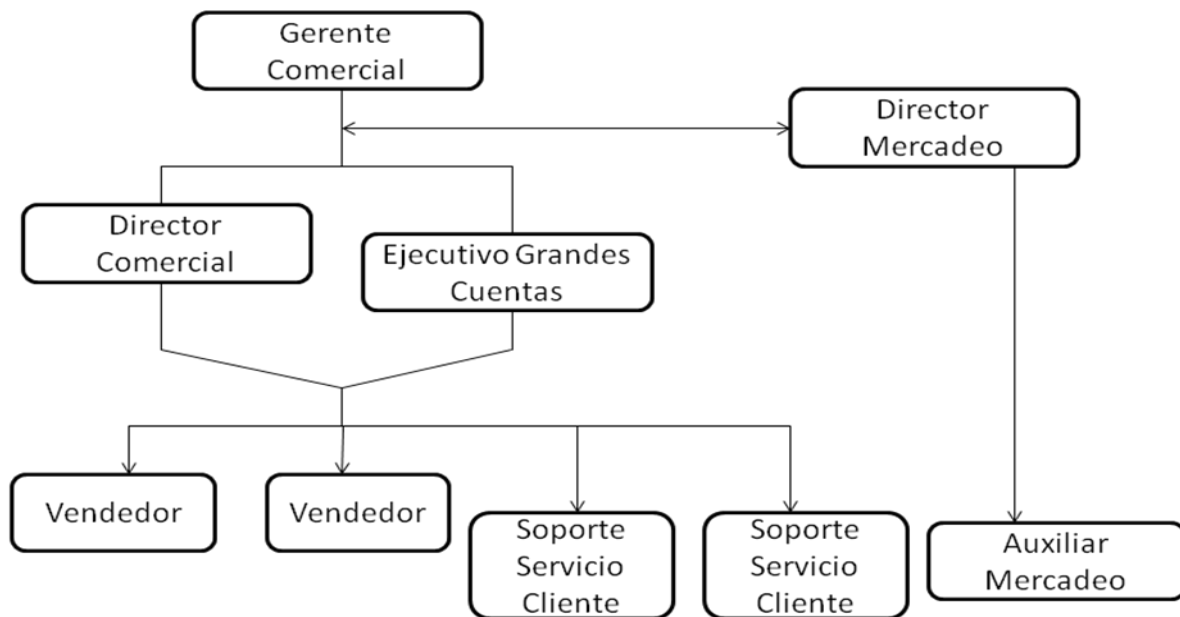 Gerente
Comercial
Director
Mercadeo
Director
Comercial
Ejecutivo Grandes
Cuentas
Vendedor
Vendedor
Soporte
Servicio
Cliente
Soporte
Servicio
Cliente
Auxiliar
Mercadeo